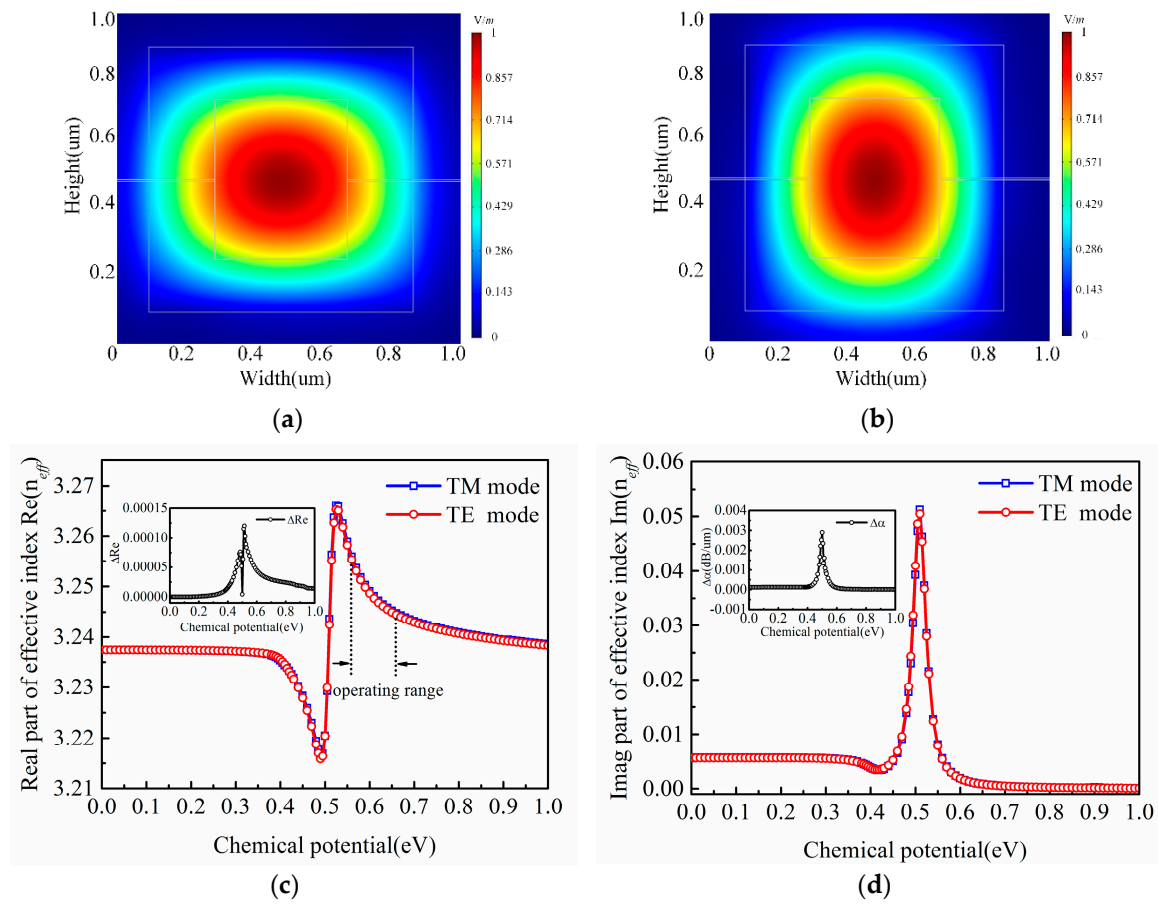 1.0
0.8
0.6
0.4
0.2
Height(um)
0
0.2
0.4
0.6
0.8
1.0
Width(um)
V/m
1
0.857
0.714
0.571
0.429
0.286
0.143
0
(a)
1.0
0.8
0.6
0.4
0.2
Height(um)
0
0.2
0.4
0.6
0.8
1.0
Width(um)
V/m
1
0.857
0.714
0.571
0.429
0.286
0.143
0
(b)
Real part of effective index Re(neff)
3.27
3.26
3.25
3.24
3.23
3.22
3.21
0.0 0.1 0.2 0.3 0.4 0.5 0.6 0.7 0.8 0.9 1.0
Chemical potential(eV)
TM mode
TE mode
operating range
ΔRe
0.00015
0.00010
0.00005
0.00000
0.0 0.2 0.4 0.6 0.8 1.0
Chemical potential(eV)
ΔRe
(c)
Imag part of effective index Im(neff)
0.06
0.05
0.04
0.03
0.02
0.01
0.00
0.0 0.1 0.2 0.3 0.4 0.5 0.6 0.7 0.8 0.9 1.0
Chemical potential(eV)
TM mode
TE mode
Δα(dB/um)
0.004
0.003
0.002
0.001
0.000
-0.001
0.0 0.2 0.4 0.6 0.8 1.0
Chemical potential(eV)
Δα
(d)